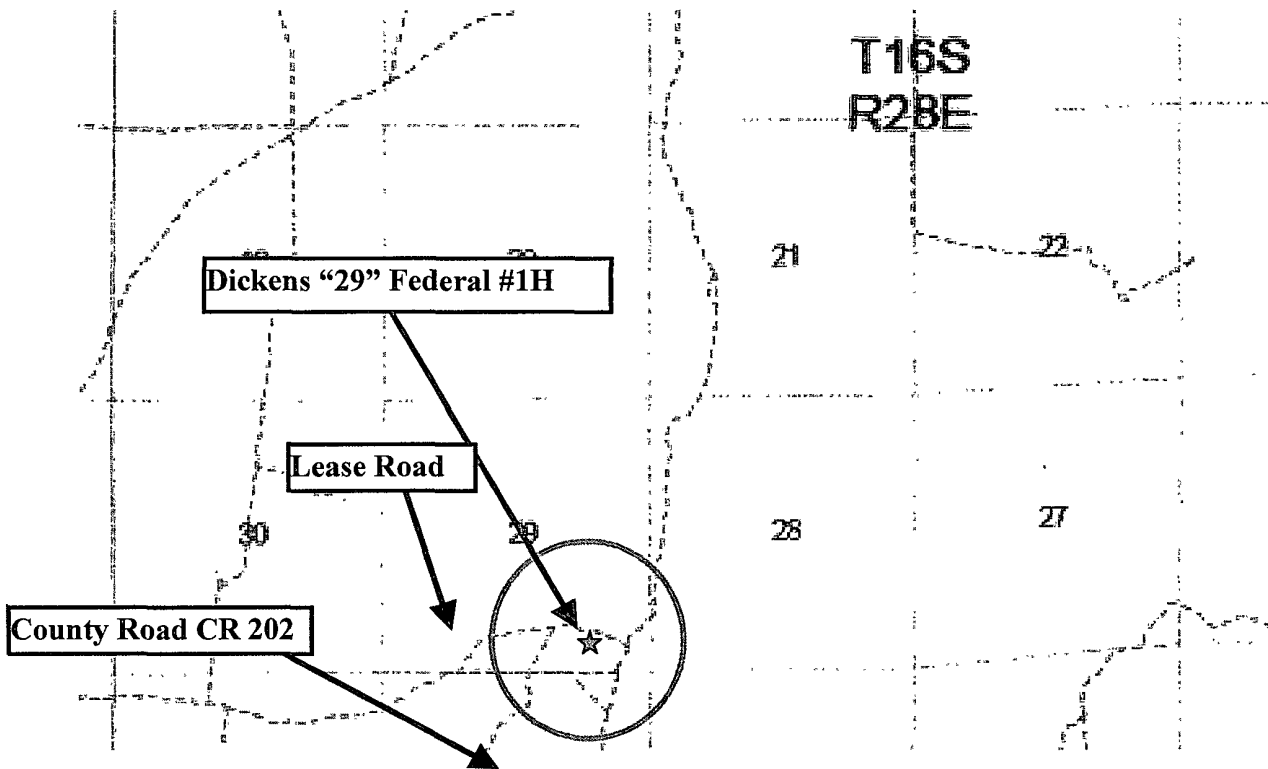 T16S
R28E
21
22
Dickens “29” Federal #1H
Lease Road
30
29
28
27
County Road CR 202